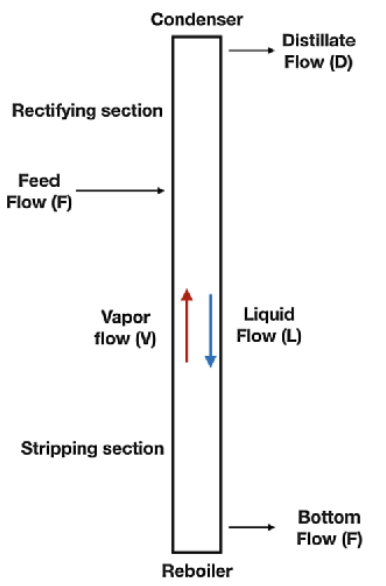 Condenser
Distillate
Flow (D)
Rectifying section
Feed
Flow (F)
Vapor
flow (V)
Liquid
Flow (L)
Stripping section
Bottom
Flow (F)
Reboiler